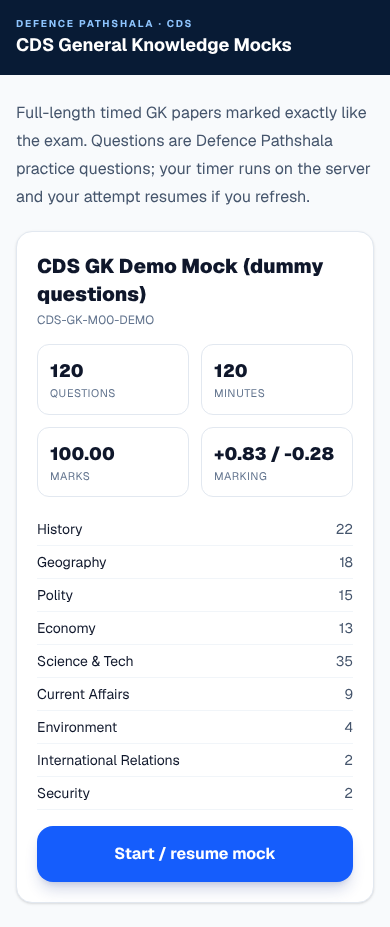 DEFENCE PATHSHALA · CDS
CDS General Knowledge Mocks
Full-length timed GK papers marked exactly like
the exam. Questions are Defence Pathshala
practice questions; your timer runs on the server
and your attempt resumes if you refresh.
CDS GK Demo Mock (dummy
questions)
CDS-GK-M00-DEMO
120
QUESTIONS
120
MINUTES
100.00
MARKS
+0.83 / -0.28
MARKING
History 22
Geography 18
Polity 15
Economy 13
Science & Tech 35
Current Affairs 9
Environment 4
International Relations 2
Security 2
Start / resume mock